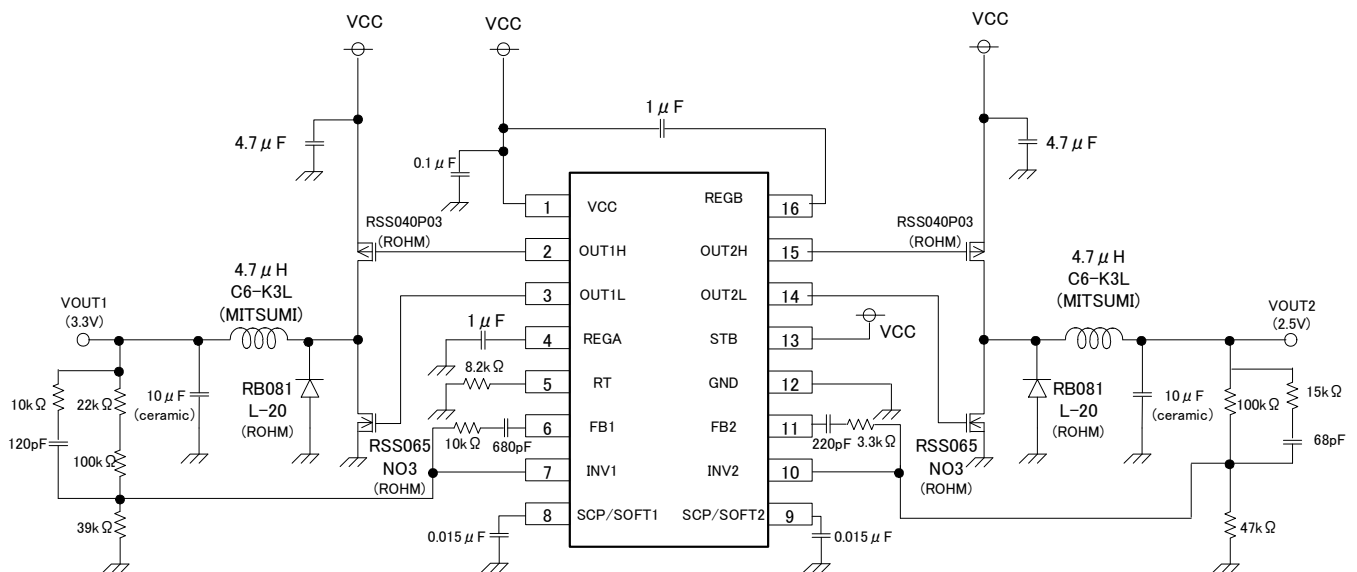 VCC
VCC
VCC
1μF
4.7μF
0.1μF
4.7μF
RSS040P03
(ROHM)
RSS040P03
(ROHM)
1
VCC
REGB
16
2
OUT1H
OUT2H
15
3
OUT1L
OUT2L
14
4
REGA
STB
13
5
RT
GND
12
6
FB1
FB2
11
7
INV1
INV2
10
8
SCP/SOFT1
SCP/SOFT2
9
4.7μH
C6-K3L
(MITSUMI)
VOUT1
(3.3V)
4.7μH
C6-K3L
(MITSUMI)
VOUT2
(2.5V)
VCC
1μF
8.2kΩ
10kΩ
680pF
220pF
3.3kΩ
10kΩ
22kΩ
10μF
(ceramic)
RB081
L-20
(ROHM)
120pF
100kΩ
39kΩ
RSS065
NO3
(ROHM)
RSS065
NO3
(ROHM)
RB081
L-20
(ROHM)
10μF
(ceramic)
100kΩ
15kΩ
68pF
47kΩ
0.015μF
0.015μF